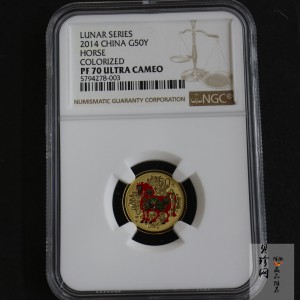 LUNAR SERIES
2014 CHINA G50Y
HORSE
COLORIZED
PF 70 ULTRA CAMEO
5794278-003
NUMISMATIC GUARANTY CORPORATION
NGC